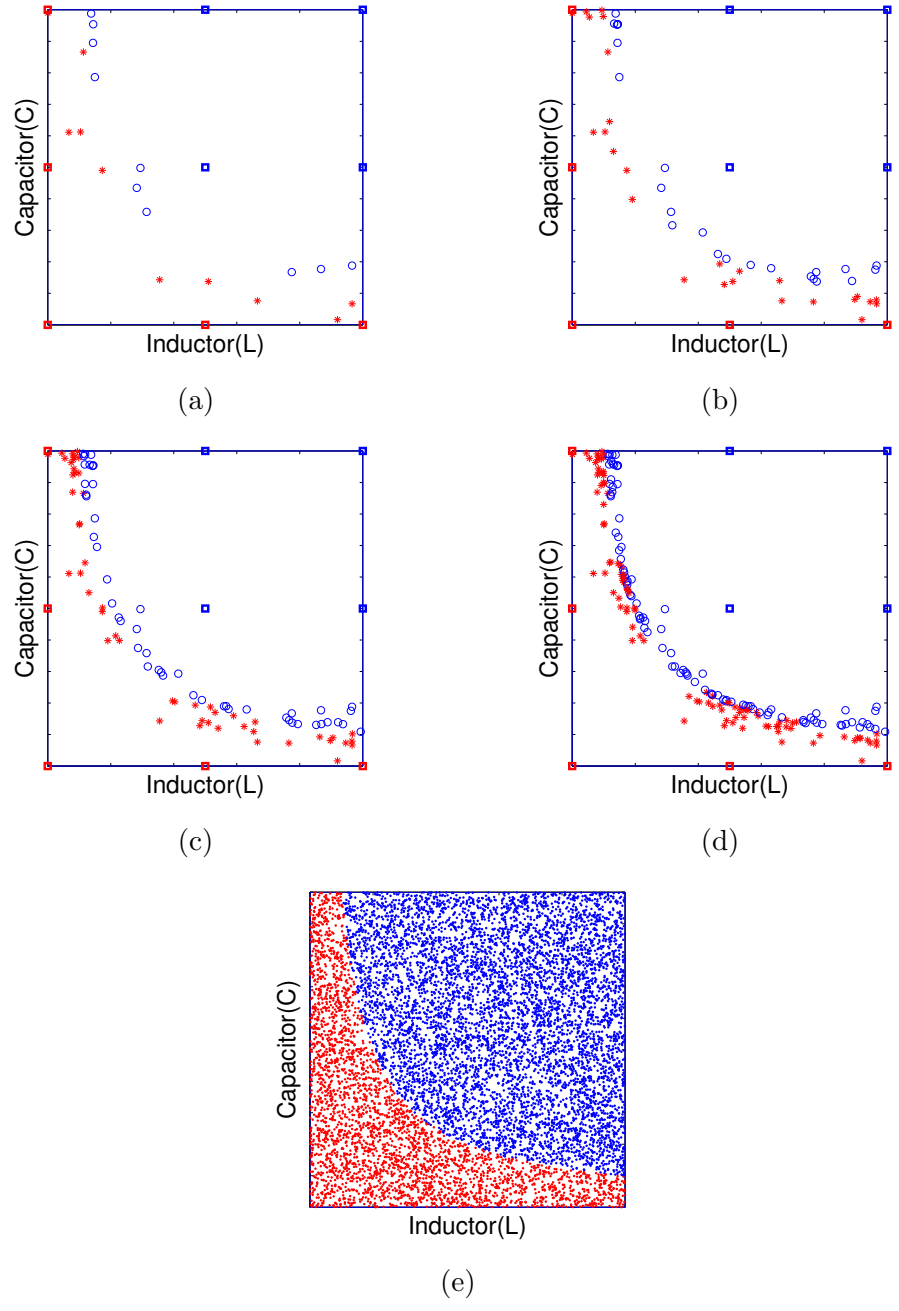 Capacitor(C)
Inductor(L)
(a)
Capacitor(C)
Inductor(L)
(b)
Capacitor(C)
Inductor(L)
(c)
Capacitor(C)
Inductor(L)
(d)
Capacitor(C)
Inductor(L)
(e)